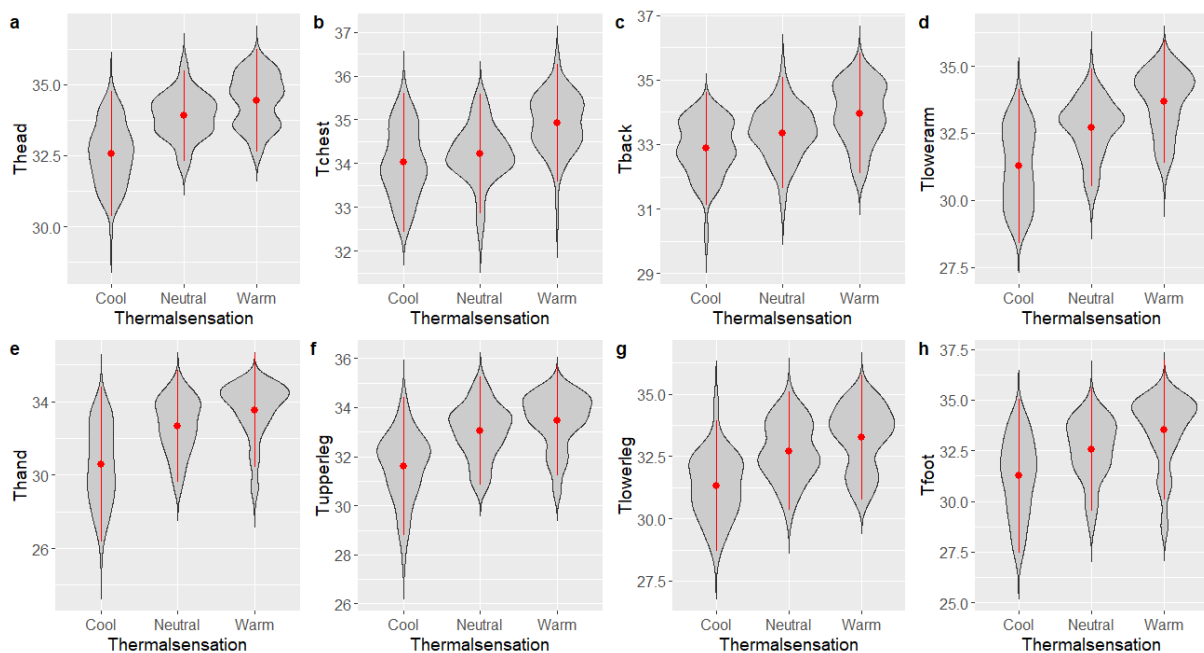 a
Thead
35.0
32.5
30.0
Cool Neutral Warm
Thermalsensation
b
Tchest
37
36
35
34
33
32
Cool Neutral Warm
Thermalsensation
c
Tback
37
35
33
31
29
Cool Neutral Warm
Thermalsensation
d
Tlowerarm
35.0
32.5
30.0
27.5
Cool Neutral Warm
Thermalsensation
e
Thand
34
30
26
Cool Neutral Warm
Thermalsensation
f
Tupperleg
36
34
32
30
28
26
Cool Neutral Warm
Thermalsensation
g
Tlowerleg
35.0
32.5
30.0
27.5
Cool Neutral Warm
Thermalsensation
h
Tfoot
37.5
35.0
32.5
30.0
27.5
25.0
Cool Neutral Warm
Thermalsensation